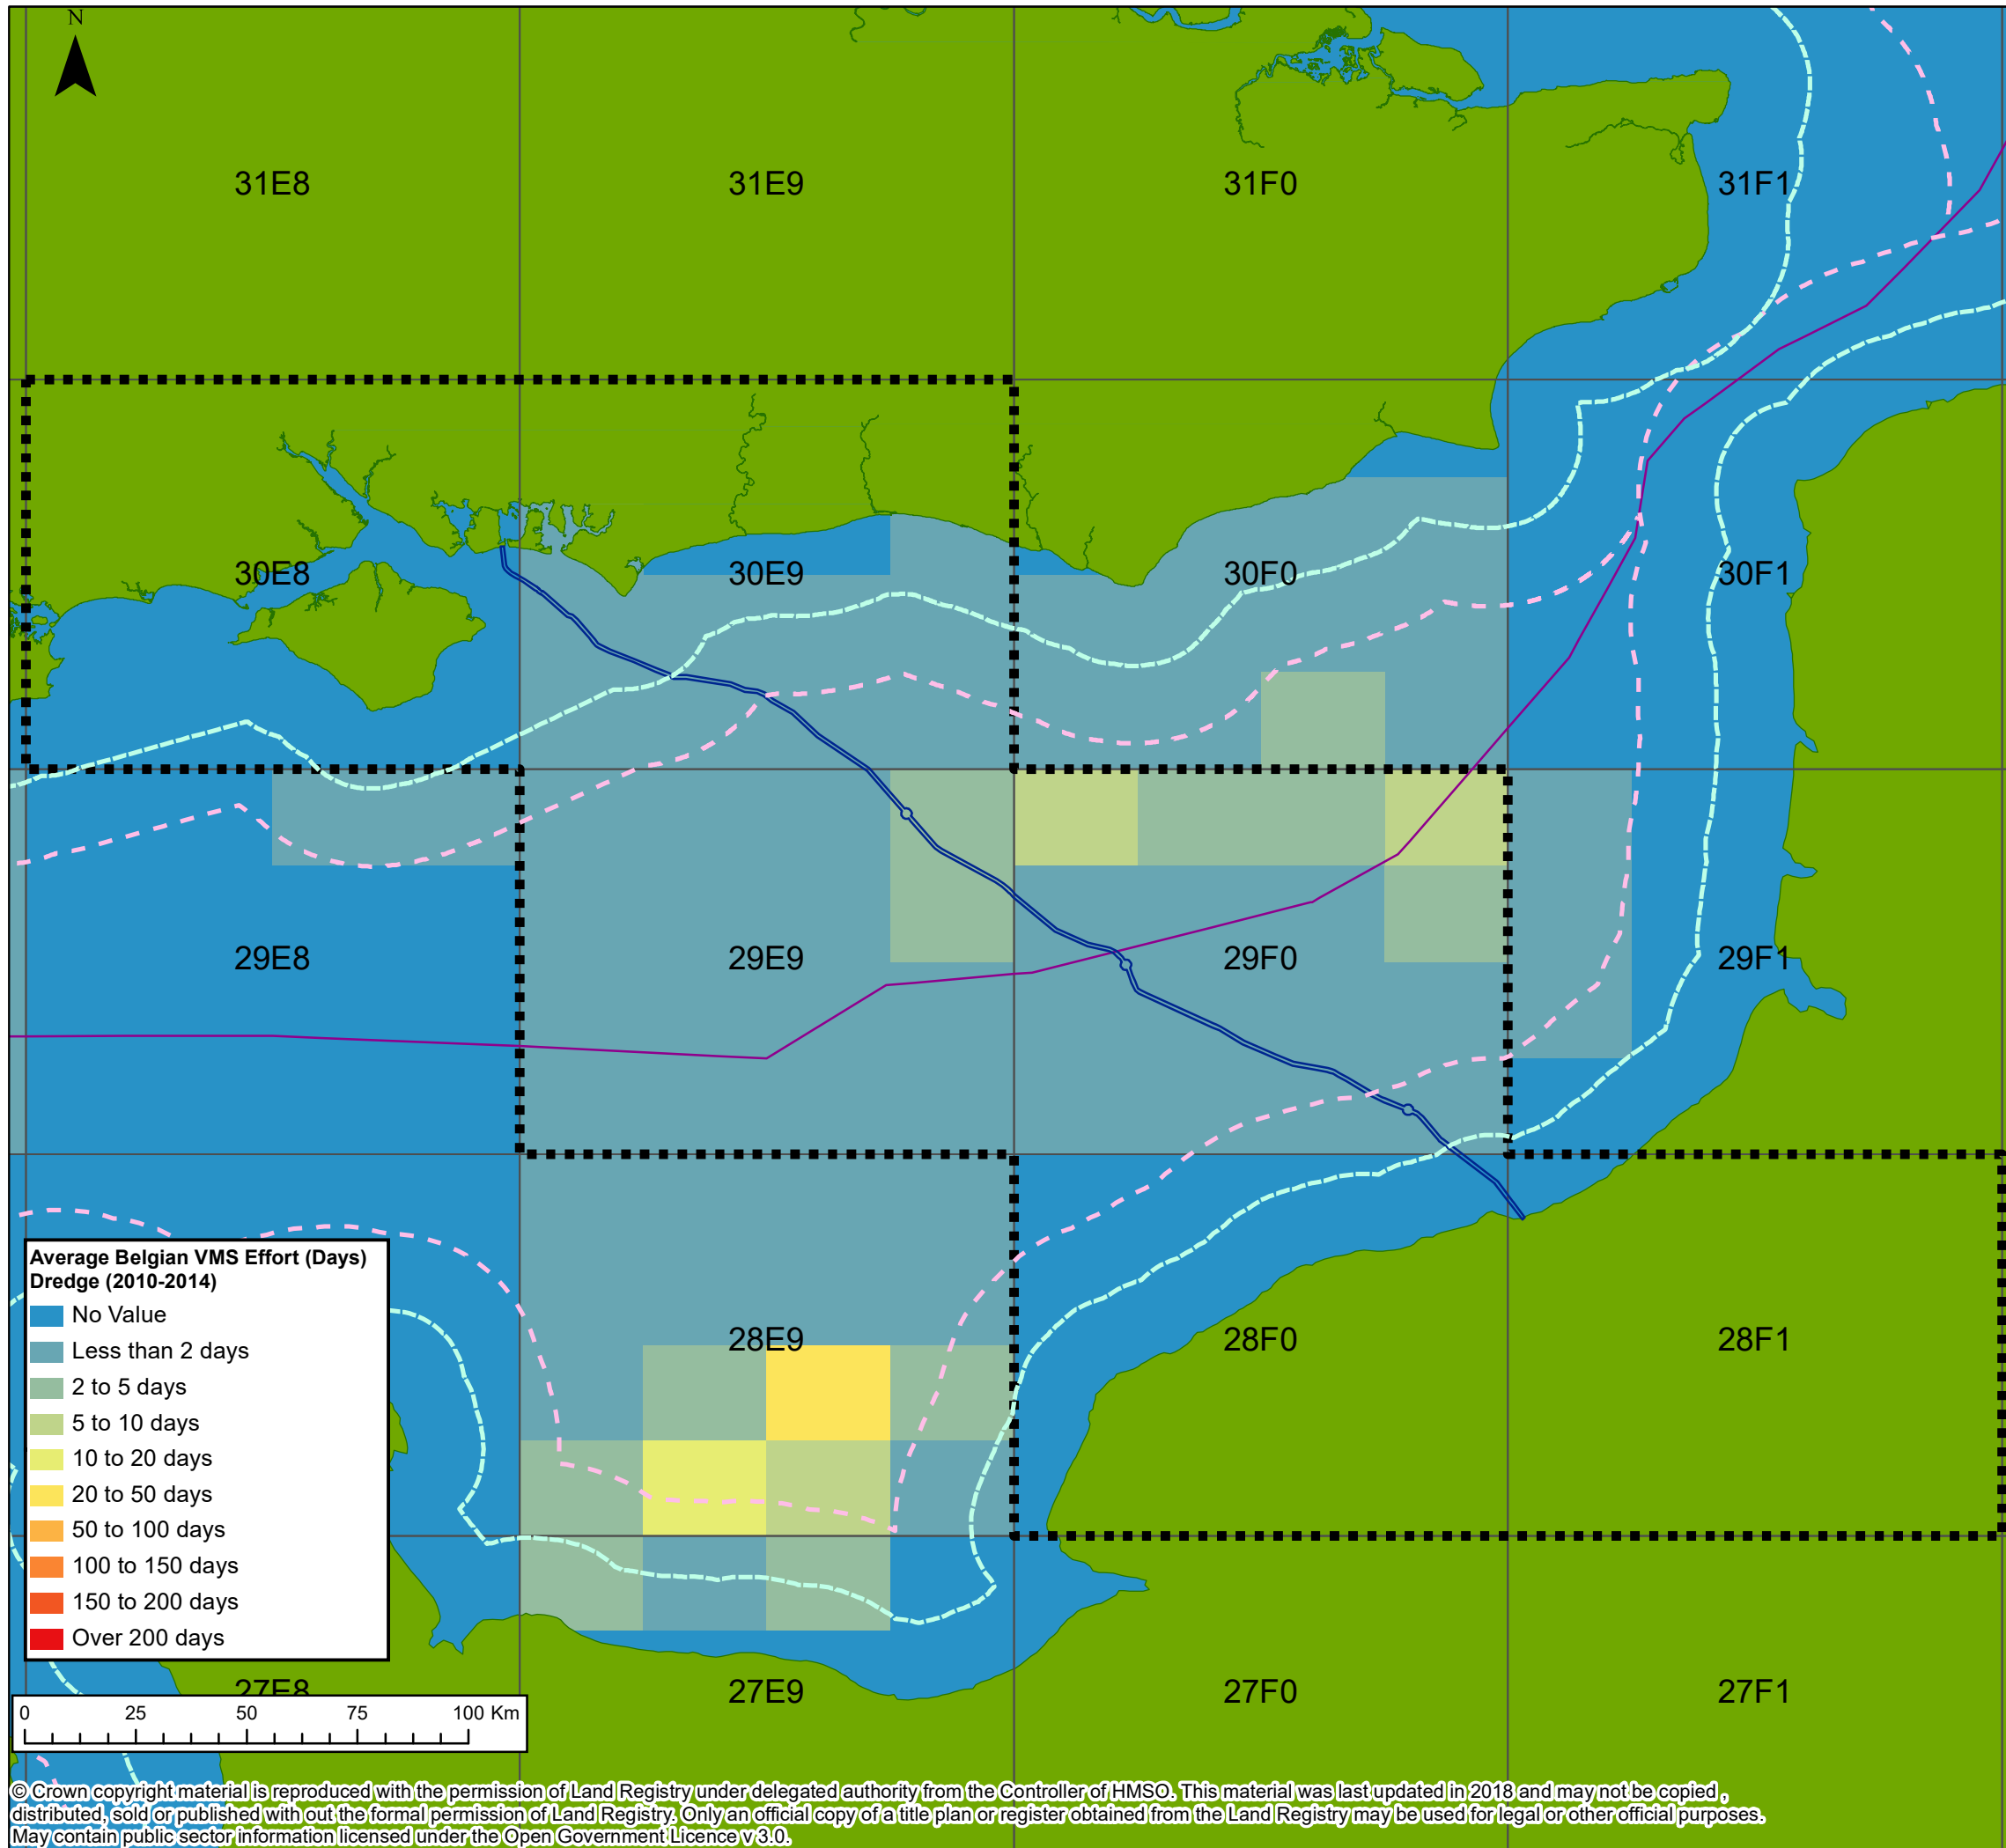 N
31E8
31E9
31F0
31F1
30E8
30E9
30F0
30F1
29E8
29E9
29F0
29F1
28E9
28F0
28F1
Average Belgian VMS Effort (Days)
Dredge (2010-2014)
No Value
Less than 2 days
2 to 5 days
5 to 10 days
10 to 20 days
20 to 50 days
50 to 100 days
100 to 150 days
150 to 200 days
Over 200 days
27E8
27E9
27F0
27F1
0 25 50 75 100 Km
© Crown copyright material is reproduced with the permission of Land Registry under delegated authority from the Controller of HMSO. This material was last updated in 2018 and may not be copied ,
distributed, sold or published with out the formal permission of Land Registry. Only an official copy of a title plan or register obtained from the Land Registry may be used for legal or other official purposes.
May contain public sector information licensed under the Open Government Licence v 3.0.